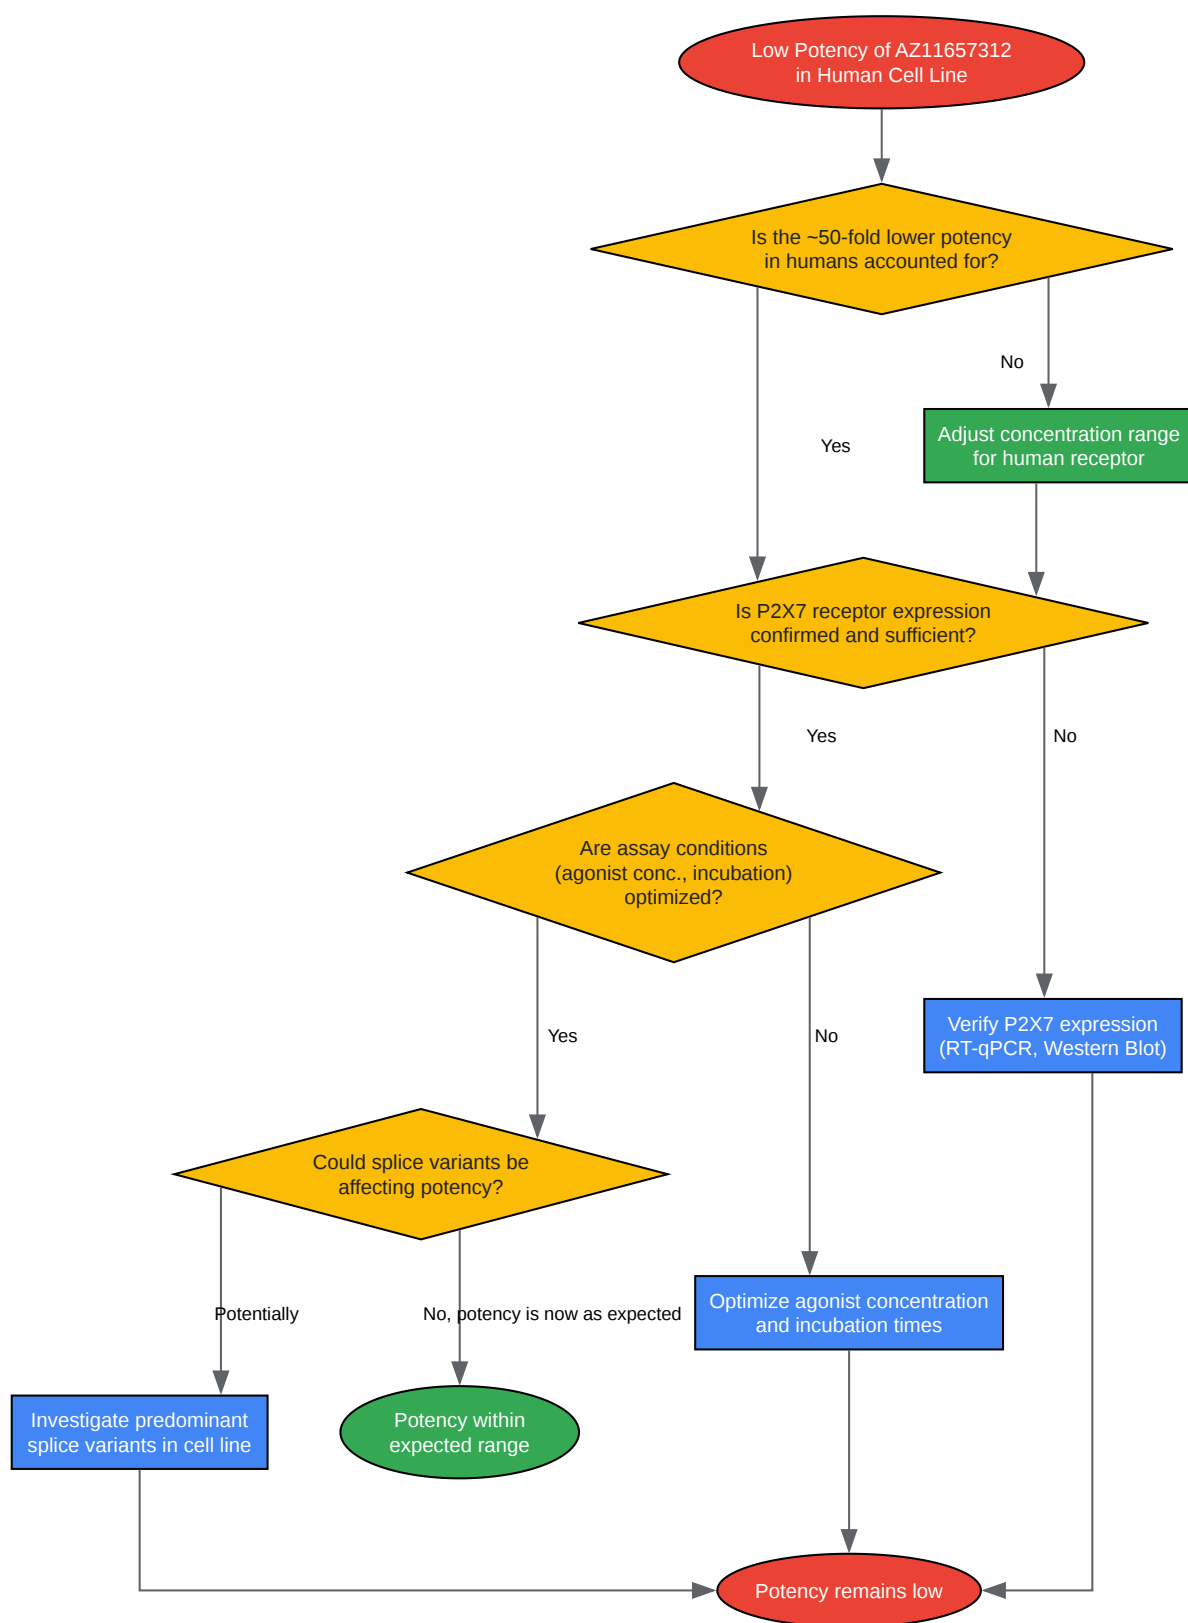 Low Potency of AZ11657312
in Human Cell Line
Is the ~50-fold lower potency
in humans accounted for?
No
Yes
Adjust concentration range
for human receptor
Is P2X7 receptor expression
confirmed and sufficient?
Yes
No
Are assay conditions
(agonist conc., incubation)
optimized?
Verify P2X7 expression
(RT-qPCR, Western Blot)
Yes
No
Could splice variants be
affecting potency?
Potentially
No, potency is now as expected
Optimize agonist concentration
and incubation times
Investigate predominant
splice variants in cell line
Potency within
expected range
Potency remains low